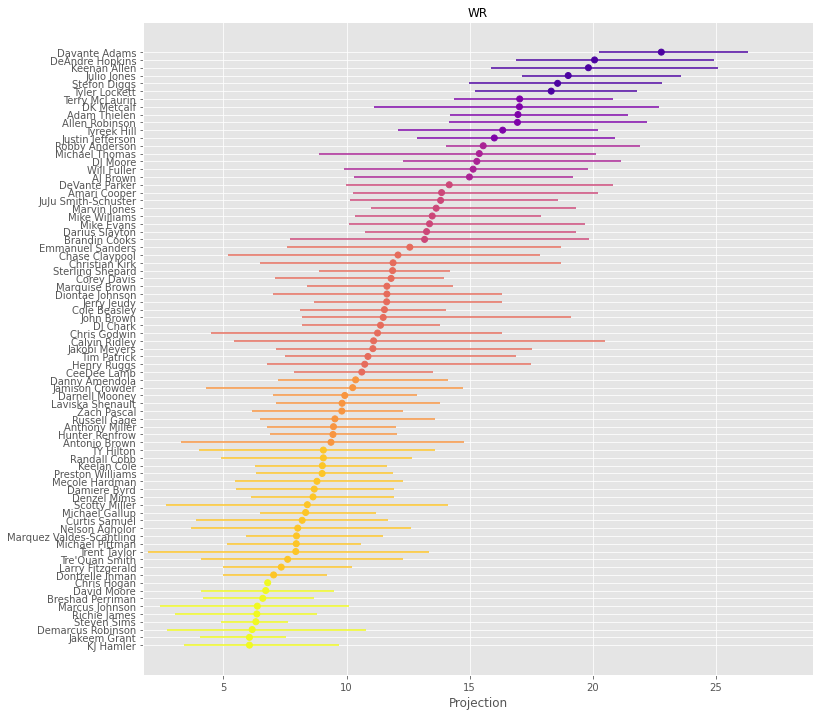 WR
Davante Adams
DeAndre Hopkins
Keenan Allen
Julio Jones
Stefon Diggs
Tyler Lockett
Terry McLaurin
DK Metcalf
Adam Thielen
Allen Robinson
Tyreek Hill
Justin Jefferson
Robby Anderson
Michael Thomas
DJ Moore
Will Fuller
AJ Brown
DeVante Parker
Amari Cooper
JuJu Smith-Schuster
Marvin Jones
Mike Williams
Mike Evans
Darius Slayton
Brandin Cooks
Emmanuel Sanders
Chase Claypool
Christian Kirk
Sterling Shepard
Corey Davis
Marquise Brown
Diontae Johnson
Jerry Jeudy
Cole Beasley
John Brown
DJ Chark
Chris Godwin
Calvin Ridley
Jakobi Meyers
Tim Patrick
Henry Ruggs
CeeDee Lamb
Danny Amendola
Jamison Crowder
Darnell Mooney
Laviska Shenault
Zach Pascal
Russell Gage
Anthony Miller
Hunter Renfrow
Antonio Brown
TY Hilton
Randall Cobb
Keelan Cole
Preston Williams
Mecole Hardman
Damiere Byrd
Denzel Mims
Scotty Miller
Michael Gallup
Curtis Samuel
Nelson Agholor
Marquez Valdes-Scantling
Michael Pittman
Trent Taylor
Tre'Quan Smith
Larry Fitzgerald
Dontrelle Inman
Chris Hogan
David Moore
Breshad Perriman
Marcus Johnson
Richie James
Steven Sims
Demarcus Robinson
Jakeem Grant
KJ Hamler
5 10 15 20 25
Projection